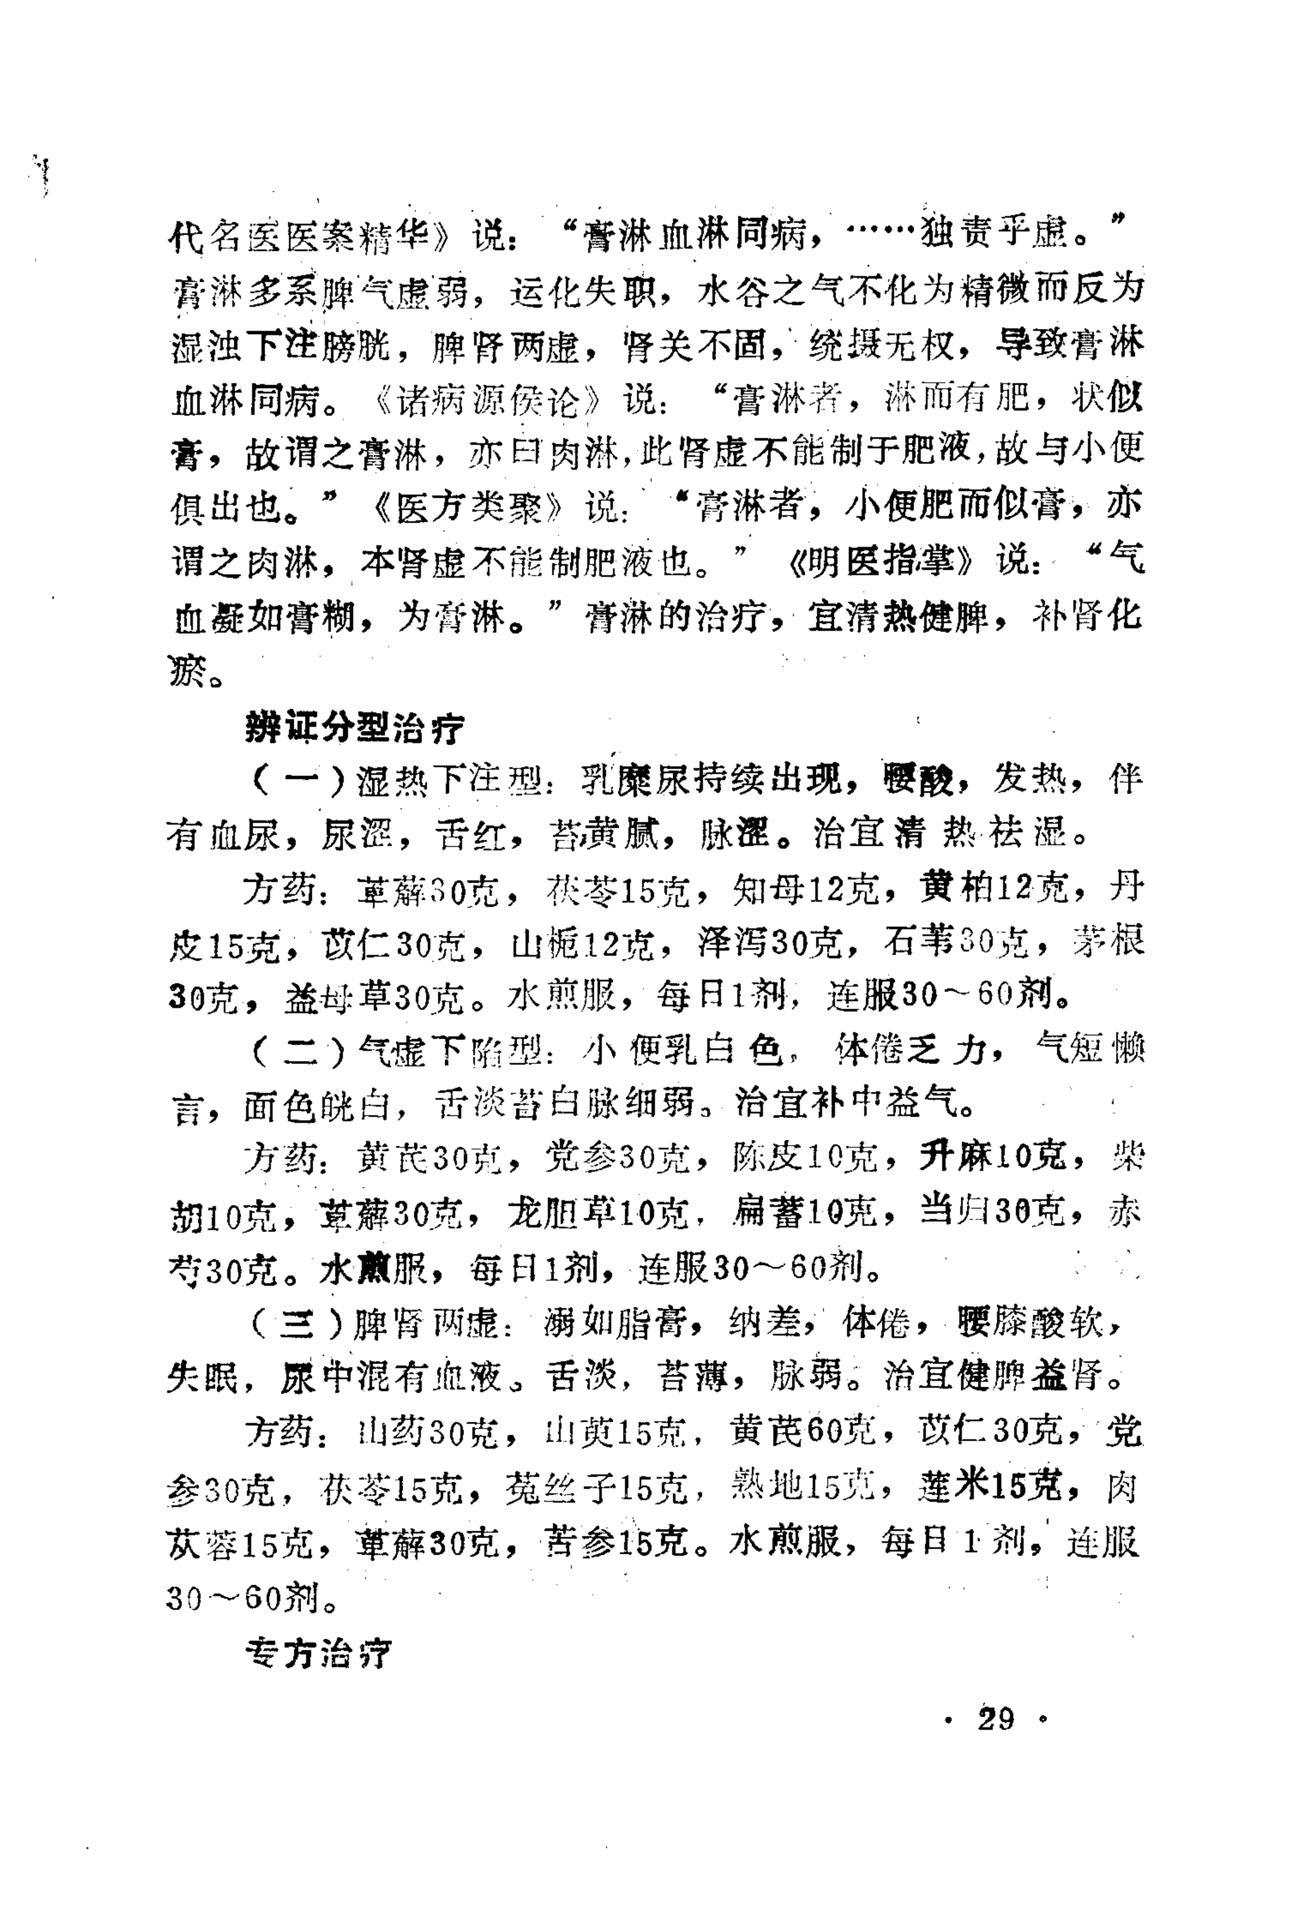 代名医医案精华》说：“膏淋血淋同病，……独责乎虚。”
膏淋多系脾气虚弱，运化失职，水谷之气不化为精微而反为
湿浊下注膀胱，脾肾两虚，肾关不固，统摄无权，导致膏淋
血淋同病。《诸病源侯论》说：“膏淋者，淋而有肥，状似
膏，故谓之膏淋，亦曰肉淋，此肾虚不能制于肥液，故与小便
俱出也。”《医方类聚》说：“膏淋者，小便肥而似膏，亦
谓之肉淋，本肾虚不能制肥液也。”《明医指掌》说：“气
血凝如膏糊，为膏淋。”膏淋的治疗，宜清热健脾，补肾化
瘀。
辨证分型治疗
（一）湿热下注型：乳糜尿持续出现，腰酸，发热，伴
有血尿，尿涩，舌红，苔黄腻，脉涩。治宜清热祛湿。
方药：萆薢30克，茯苓15克，知母12克，黄柏12克，丹
皮15克，苡仁30克，山栀12克，泽泻30克，石苇30克，茅根
30克，益母草30克。水煎服，每日1剂，连服30～60剂。
（二）气虚下陷型：小便乳白色，体倦乏力，气短懒
言，面色㿠白，舌淡苔白脉细弱。治宜补中益气。
方药：黄芪30克，党参30克，陈皮10克，升麻10克，柴
胡10克，萆薢30克，龙胆草10克，扁蓄10克，当归30克，赤
芍30克。水煎服，每日1剂，连服30～60剂。
（三）脾肾两虚：溺如脂膏，纳差，体倦，腰膝酸软，
失眠，尿中混有血液。舌淡，苔薄，脉弱。治宜健脾益肾。
方药：山药30克，山萸15克，黄芪60克，苡仁30克，党
参30克，茯苓15克，菟丝子15克，熟地15克，莲米15克，肉
苁蓉15克，萆薢30克，苦参15克。水煎服，每日1剂，连服
30～60剂。
专方治疗
·29·